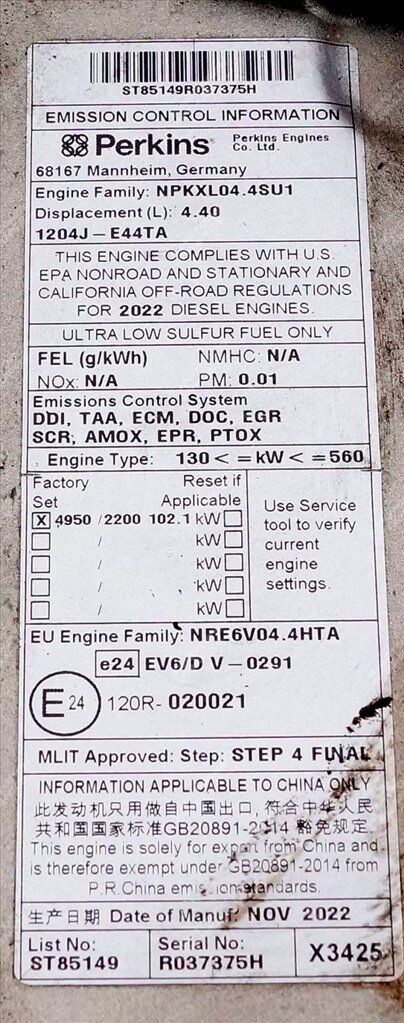 ST85149R037375H
EMISSION CONTROL INFORMATION
Perkins Perkins Engines Co. Ltd.
68167 Mannheim, Germany
Engine Family: NPKXL04.4SU1
Displacement (L): 4.40
1204J-E44TA
THIS ENGINE COMPLIES WITH U.S.
EPA NONROAD AND STATIONARY AND
CALIFORNIA OFF-ROAD REGULATIONS
FOR 2022 DIESEL ENGINES.
ULTRA LOW SULFUR FUEL ONLY
FEL (g/kWh) NMHC: N/A
NOx: N/A PM: 0.01
Emissions Control System
DDI, TAA, ECM, DOC, EGR
SCR, AMOX, EPR, PTOX
Engine Type: 130 < = kW < = 560
Factory Set Reset if Applicable
X 4950 / 2200 102.1 kW
/ kW
/ kW
/ kW
/ kW
Use Service
tool to verify
current
engine
settings.
EU Engine Family: NRE6V04.4HTA
e24 EV6/D V-0291
E 24 120R- 020021
MLIT Approved: Step: STEP 4 FINAL
INFORMATION APPLICABLE TO CHINA ONLY
此发动机只用做自中国出口, 符合中华人民
共和国国家标准GB20891-2014 豁免规定.
This engine is solely for export from China and
is therefore exempt under GB20891-2014 from
P.R.China emissionstandards.
生产日期 Date of Manuf: NOV 2022
List No:
ST85149
Serial No:
R037375H
X3425